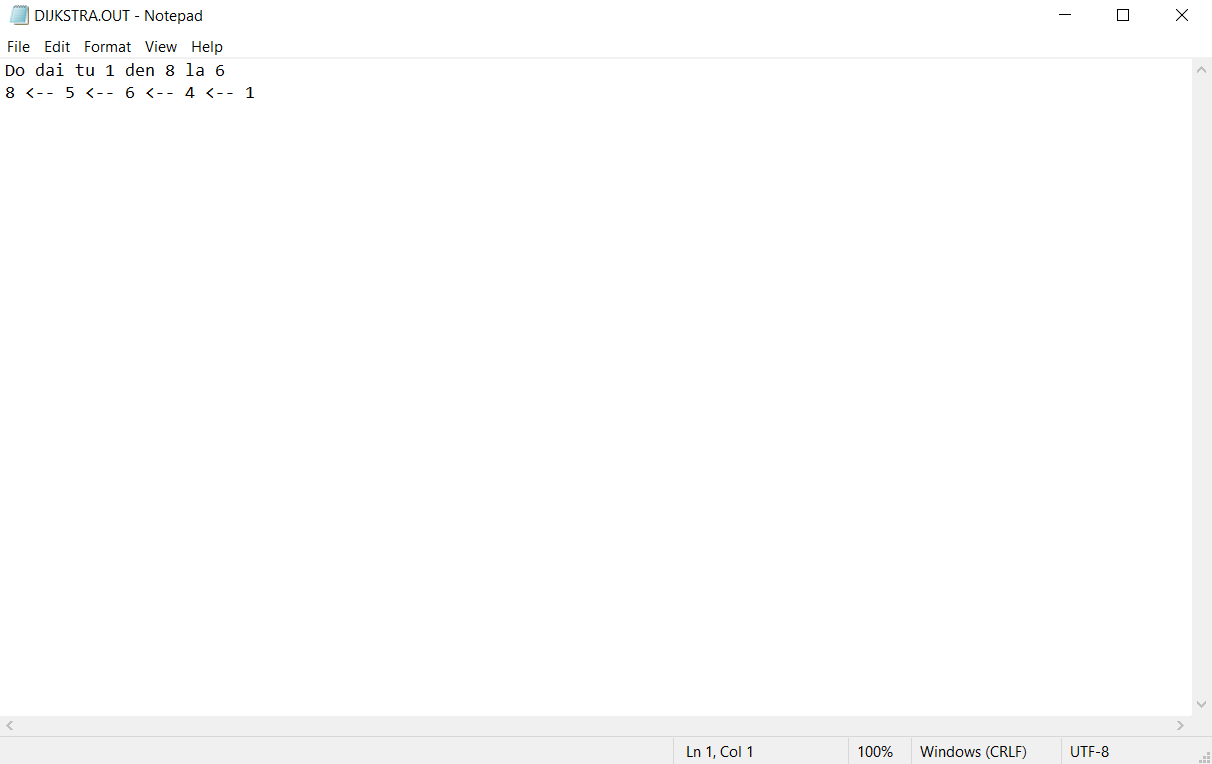 DIJKSTRA.OUT - Notepad
File Edit Format View Help
Do dai tu 1 den 8 la 6
8 <-- 5 <-- 6 <-- 4 <-- 1
Ln 1, Col 1 100% Windows (CRLF) UTF-8